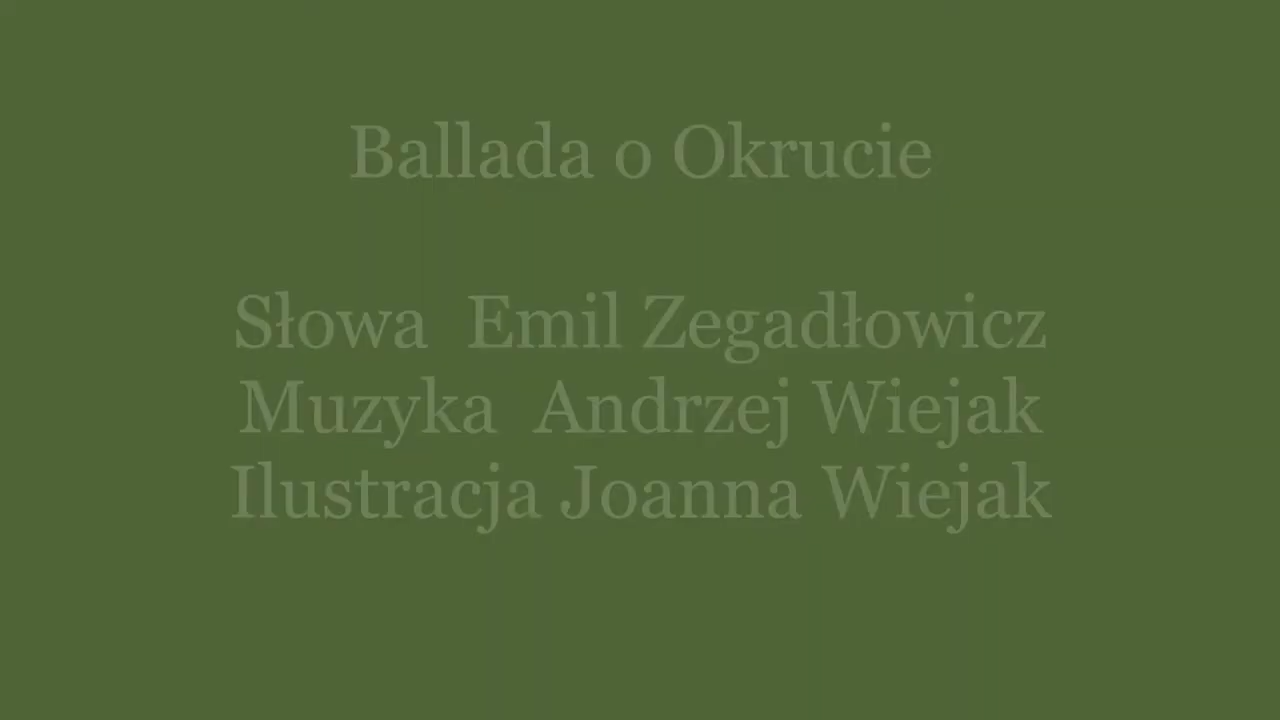 Ballada o Okrucie
Słowa  Emil Zegadłowicz
Muzyka  Andrzej Wiejak
Ilustracja Joanna Wiejak